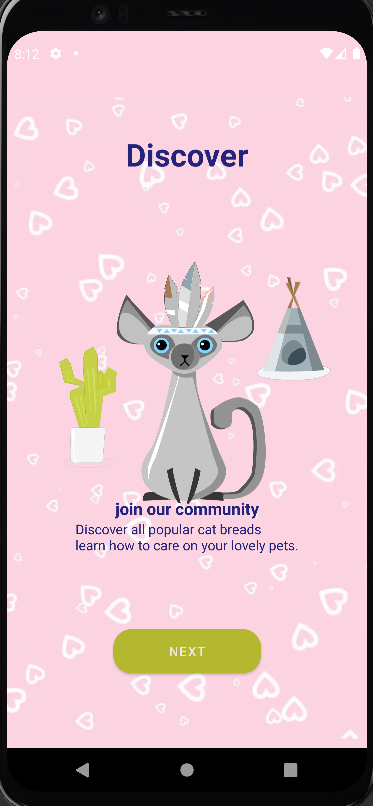 8:12
Discover
join our community
Discover all popular cat breads
learn how to care on your lovely pets.
NEXT